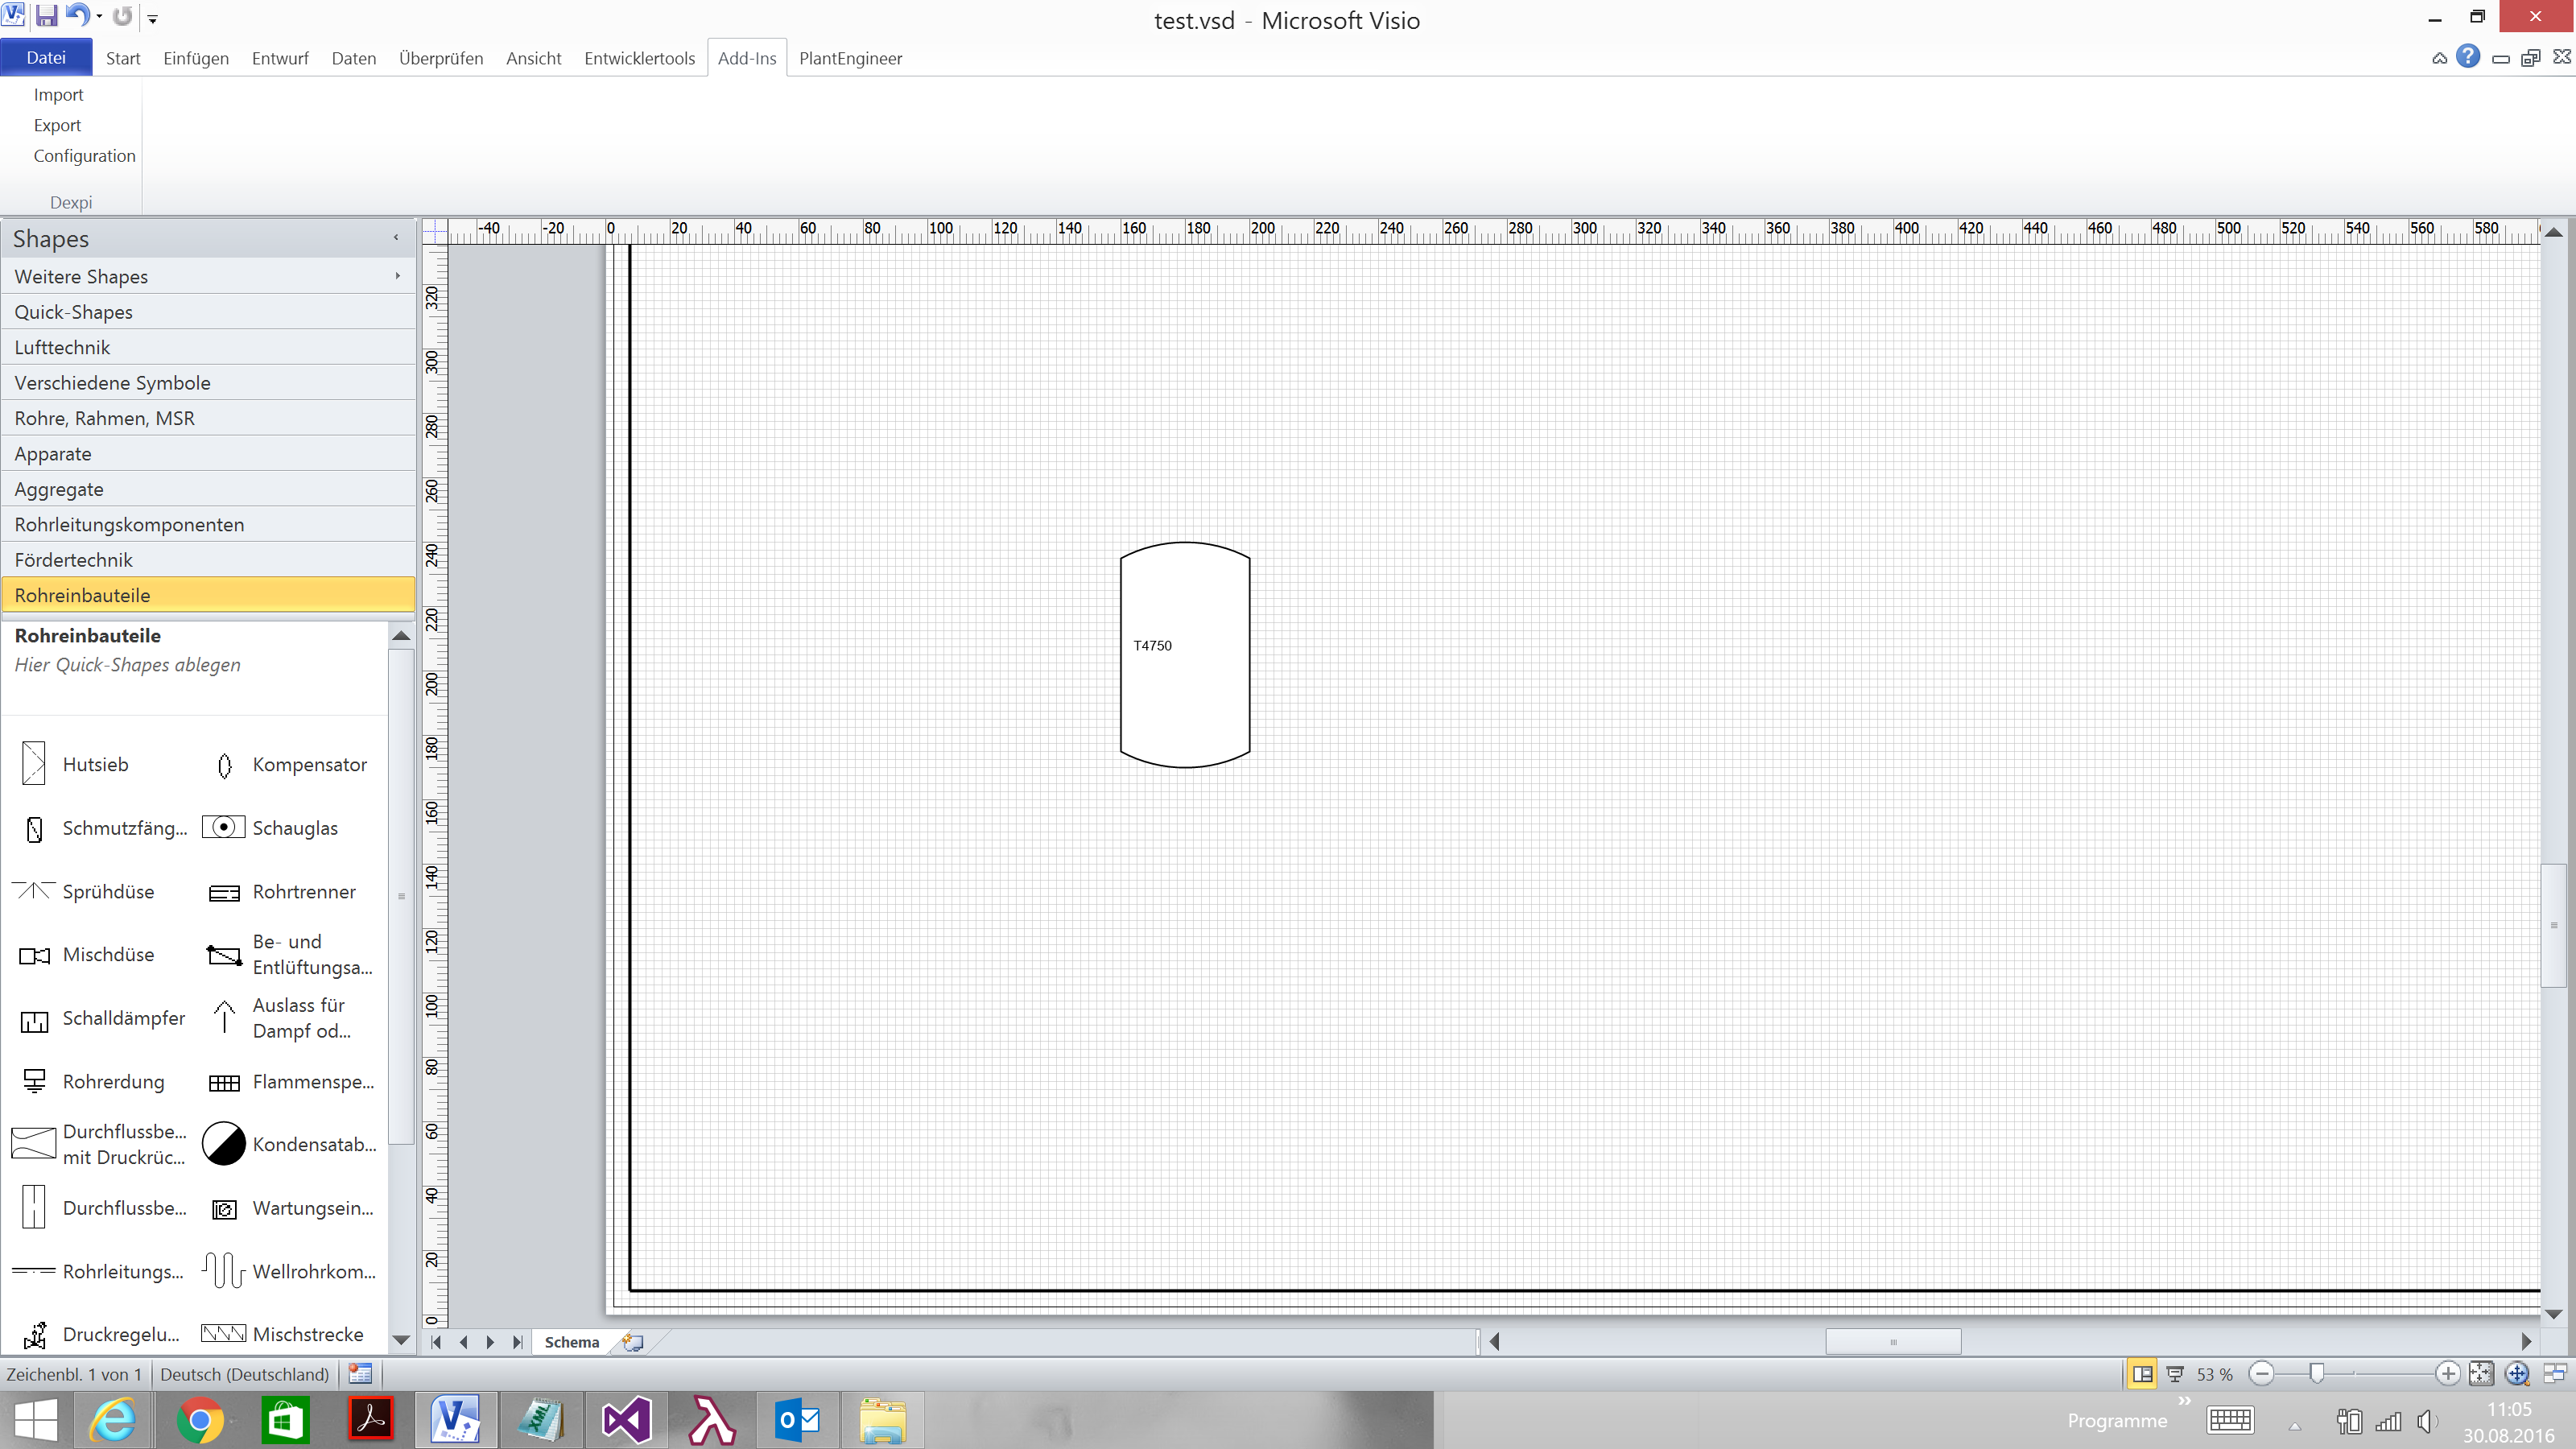 test.vsd - Microsoft Visio
Datei Start Einfügen Entwurf Daten Überprüfen Ansicht Entwicklertools Add-Ins PlantEngineer
Import
Export
Configuration
Dexpi
Shapes
Weitere Shapes
Quick-Shapes
Lufttechnik
Verschiedene Symbole
Rohre, Rahmen, MSR
Apparate
Aggregate
Rohrleitungskomponenten
Fördertechnik
Rohreinbauteile
Rohreinbauteile
Hier Quick-Shapes ablegen
Hutsieb
Kompensator
Schmutzfäng...
Schauglas
Sprühdüse
Rohrtrenner
Mischdüse
Be- und
Entlüftungsa...
Schalldämpfer
Auslass für
Dampf od...
Rohrerdung
Flammenspe...
Durchflussbe...
mit Druckrüc...
Kondensatab...
Durchflussbe...
Wartungsein...
Rohrleitungs...
Wellrohrkom...
Druckregelu...
Mischstrecke
-40 -20 0 20 40 60 80 100 120 140 160 180 200 220 240 260 280 300 320 340 360 380 400 420 440 460 480 500 520 540 560 580
320
300
280
260
240
220
200
180
160
140
120
100
80
60
40
20
0
T4750
Schema
Zeichenbl. 1 von 1 Deutsch (Deutschland) 53 %
Programme
11:05
30.08.2016